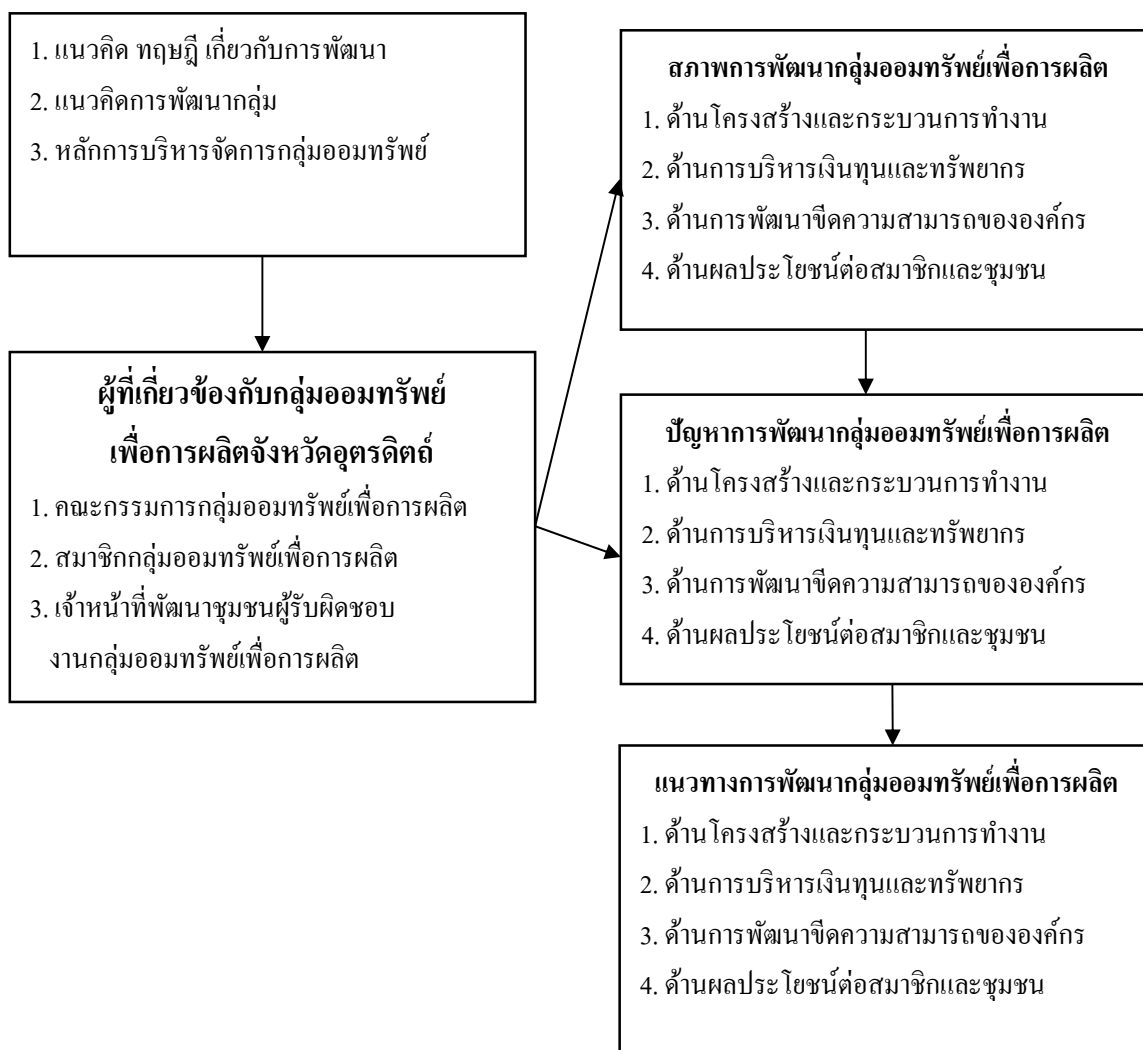 1. แนวคิด ทฤษฎี เกี่ยวกับการพัฒนา
2. แนวคิดการพัฒนากลุ่ม
3. หลักการบริหารจัดการกลุ่มออมทรัพย์
ผู้ที่เกี่ยวข้องกับกลุ่มออมทรัพย์
เพื่อการผลิตจังหวัดอุตรดิตถ์
1. คณะกรรมการกลุ่มออมทรัพย์เพื่อการผลิต
2. สมาชิกกลุ่มออมทรัพย์เพื่อการผลิต
3. เจ้าหน้าที่พัฒนาชุมชนผู้รับผิดชอบ
งานกลุ่มออมทรัพย์เพื่อการผลิต
สภาพการพัฒนากลุ่มออมทรัพย์เพื่อการผลิต
1. ด้านโครงสร้างและกระบวนการทำงาน
2. ด้านการบริหารเงินทุนและทรัพยากร
3. ด้านการพัฒนาขีดความสามารถขององค์กร
4. ด้านผลประโยชน์ต่อสมาชิกและชุมชน
ปัญหาการพัฒนากลุ่มออมทรัพย์เพื่อการผลิต
1. ด้านโครงสร้างและกระบวนการทำงาน
2. ด้านการบริหารเงินทุนและทรัพยากร
3. ด้านการพัฒนาขีดความสามารถขององค์กร
4. ด้านผลประโยชน์ต่อสมาชิกและชุมชน
แนวทางการพัฒนากลุ่มออมทรัพย์เพื่อการผลิต
1. ด้านโครงสร้างและกระบวนการทำงาน
2. ด้านการบริหารเงินทุนและทรัพยากร
3. ด้านการพัฒนาขีดความสามารถขององค์กร
4. ด้านผลประโยชน์ต่อสมาชิกและชุมชน